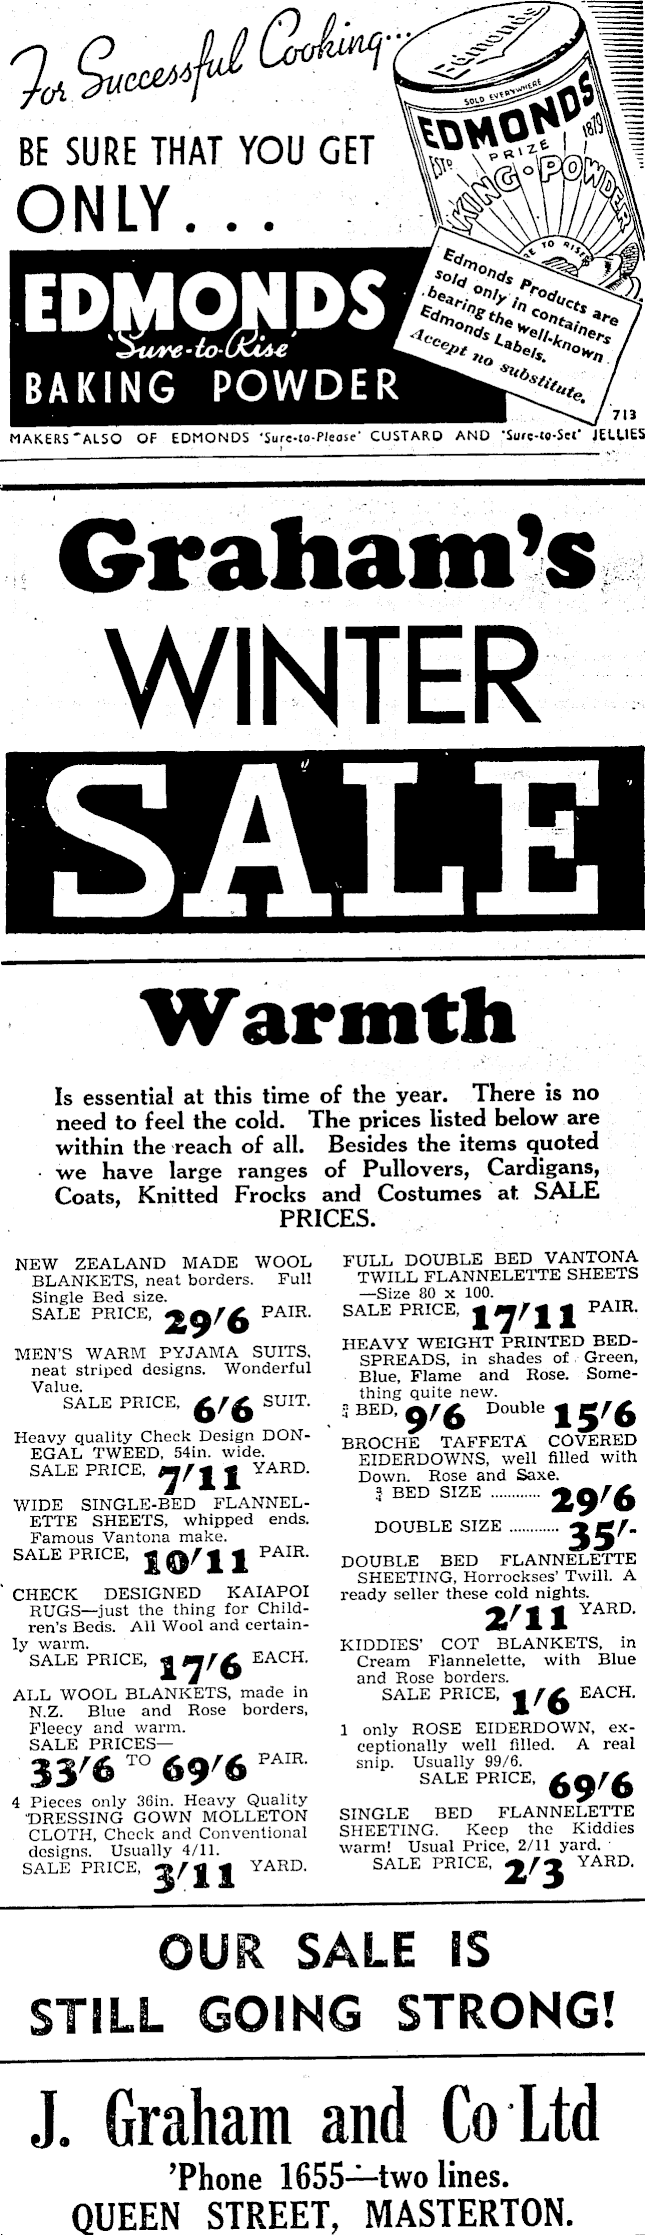 For Successful Cooking...
BE SURE THAT YOU GET
ONLY...
Edmonds
SOLD EVERYWHERE
EDMONDS
ESTD 1879
PRIZE
BAKING POWDER
TO RISE
EDMONDS
'Sure-to-Rise'
BAKING POWDER
Edmonds Products are
sold only in containers
bearing the well-known
Edmonds Labels.
Accept no substitute.
713
MAKERS ALSO OF EDMONDS 'Sure-to-Please' CUSTARD AND 'Sure-to-Set' JELLIES
Graham's
WINTER
SALE
Warmth
Is essential at this time of the year. There is no
need to feel the cold. The prices listed below are
within the reach of all. Besides the items quoted
we have large ranges of Pullovers, Cardigans,
Coats, Knitted Frocks and Costumes at SALE
PRICES.
NEW ZEALAND MADE WOOL
BLANKETS, neat borders. Full
Single Bed size.
SALE PRICE, 29/6 PAIR.
MEN'S WARM PYJAMA SUITS,
neat striped designs. Wonderful
Value.
SALE PRICE, 6/6 SUIT.
Heavy quality Check Design DON-
EGAL TWEED, 54in. wide.
SALE PRICE, 7/11 YARD.
WIDE SINGLE-BED FLANNEL-
ETTE SHEETS, whipped ends.
Famous Vantona make.
SALE PRICE, 10/11 PAIR.
CHECK DESIGNED KAIAPOI
RUGS—just the thing for Child-
ren's Beds. All Wool and certain-
ly warm.
SALE PRICE, 17/6 EACH.
ALL WOOL BLANKETS, made in
N.Z. Blue and Rose borders,
Fleecy and warm.
SALE PRICES—
33/6 TO 69/6 PAIR.
4 Pieces only 36in. Heavy Quality
DRESSING GOWN MOLLETON
CLOTH, Check and Conventional
designs. Usually 4/11.
SALE PRICE, 3/11 YARD.
FULL DOUBLE BED VANTONA
TWILL FLANNELETTE SHEETS
—Size 80 x 100.
SALE PRICE, 17/11 PAIR.
HEAVY WEIGHT PRINTED BED-
SPREADS, in shades of Green,
Blue, Flame and Rose. Some-
thing quite new.
¾ BED, 9/6 Double 15/6
BROCHE TAFFETA COVERED
EIDERDOWNS, well filled with
Down. Rose and Saxe.
¾ BED SIZE ............ 29/6
DOUBLE SIZE ............ 35/-
DOUBLE BED FLANNELETTE
SHEETING, Horrockses' Twill. A
ready seller these cold nights.
2/11 YARD.
KIDDIES' COT BLANKETS, in
Cream Flannelette, with Blue
and Rose borders.
SALE PRICE, 1/6 EACH.
1 only ROSE EIDERDOWN, ex-
ceptionally well filled. A real
snip. Usually 99/6.
SALE PRICE, 69/6
SINGLE BED FLANNELETTE
SHEETING. Keep the Kiddies
warm! Usual Price, 2/11 yard.
SALE PRICE, 2/3 YARD.
OUR SALE IS
STILL GOING STRONG!
J. Graham and Co Ltd
'Phone 1655—two lines.
QUEEN STREET, MASTERTON.